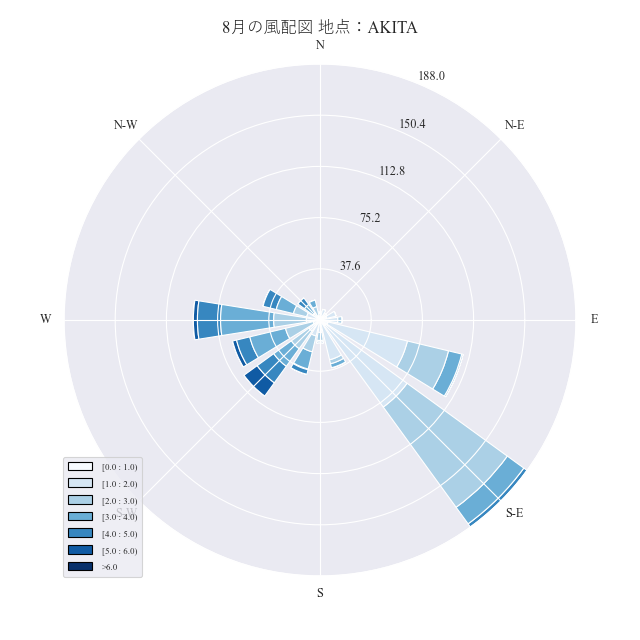 8月の風配図 地点：AKITA
N
188.0
N-W
N-E
150.4
112.8
75.2
37.6
W
E
[0.0 : 1.0)
[1.0 : 2.0)
[2.0 : 3.0)
[3.0 : 4.0)
[4.0 : 5.0)
[5.0 : 6.0)
>6.0
S-W
S-E
S